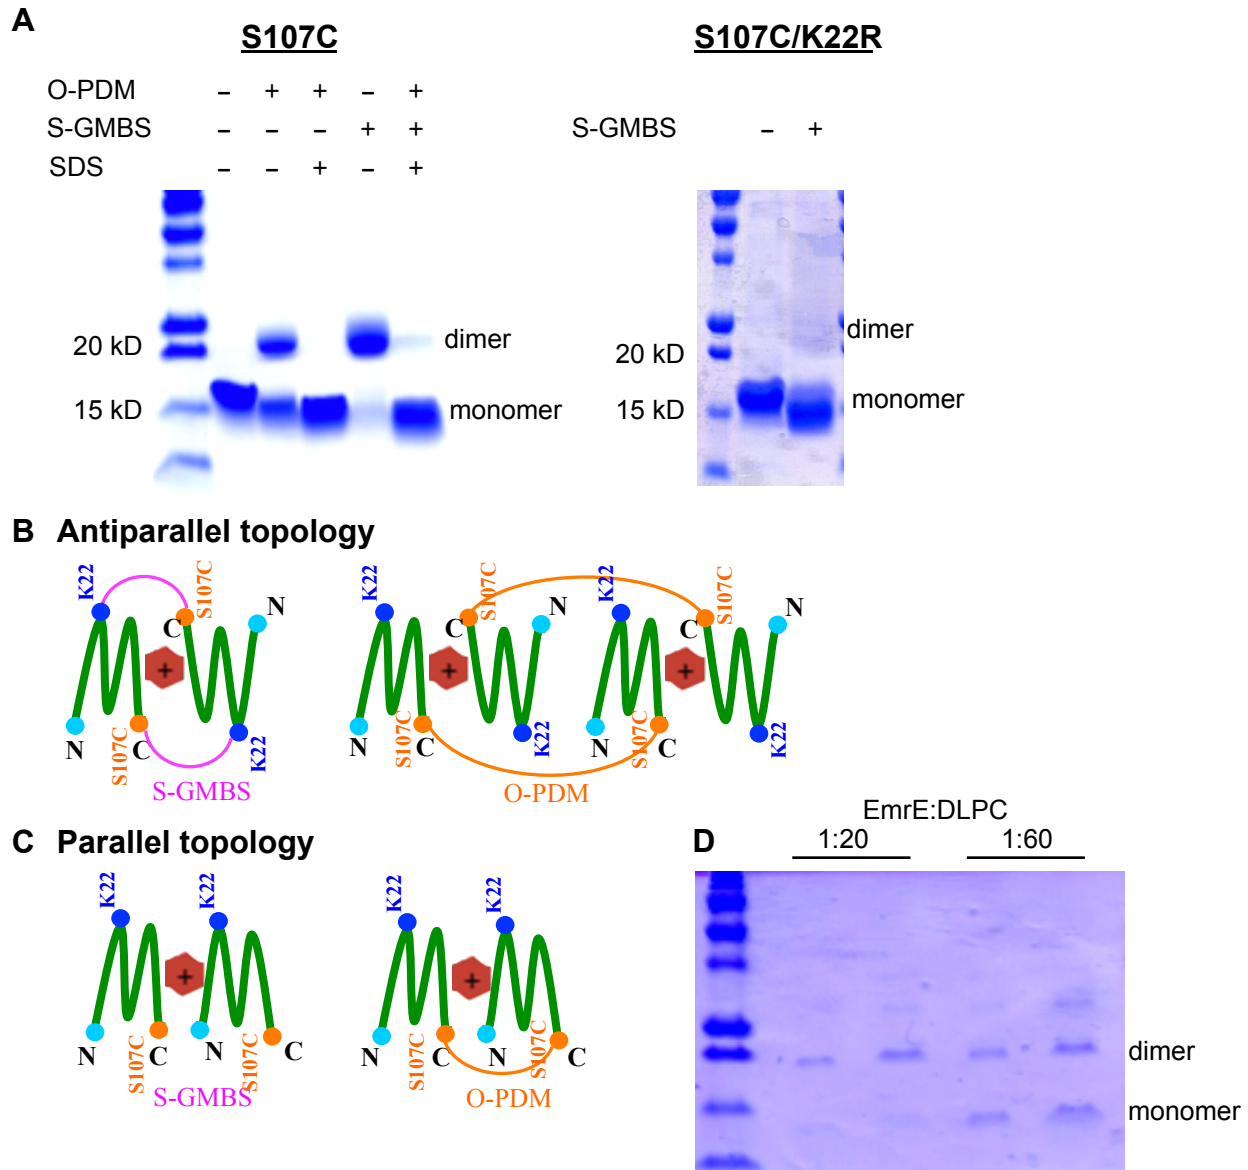 A
S107C
S107C/K22R
O-PDM – + + – +
S-GMBS – – – + +
SDS – – + – +
S-GMBS – +
20 kD
15 kD
dimer
monomer
20 kD
15 kD
dimer
monomer
B Antiparallel topology
K22 S107C N K22 S107C K22 S107C N
C N C
+ + +
N S107C C K22 N S107C C K22 N S107C C K22
S-GMBS O-PDM
C Parallel topology
K22 K22 K22 K22
+ +
N S107C C N S107C C N S107C C N S107C C
S-GMBS O-PDM
D
EmrE:DLPC
1:20 1:60
dimer
monomer